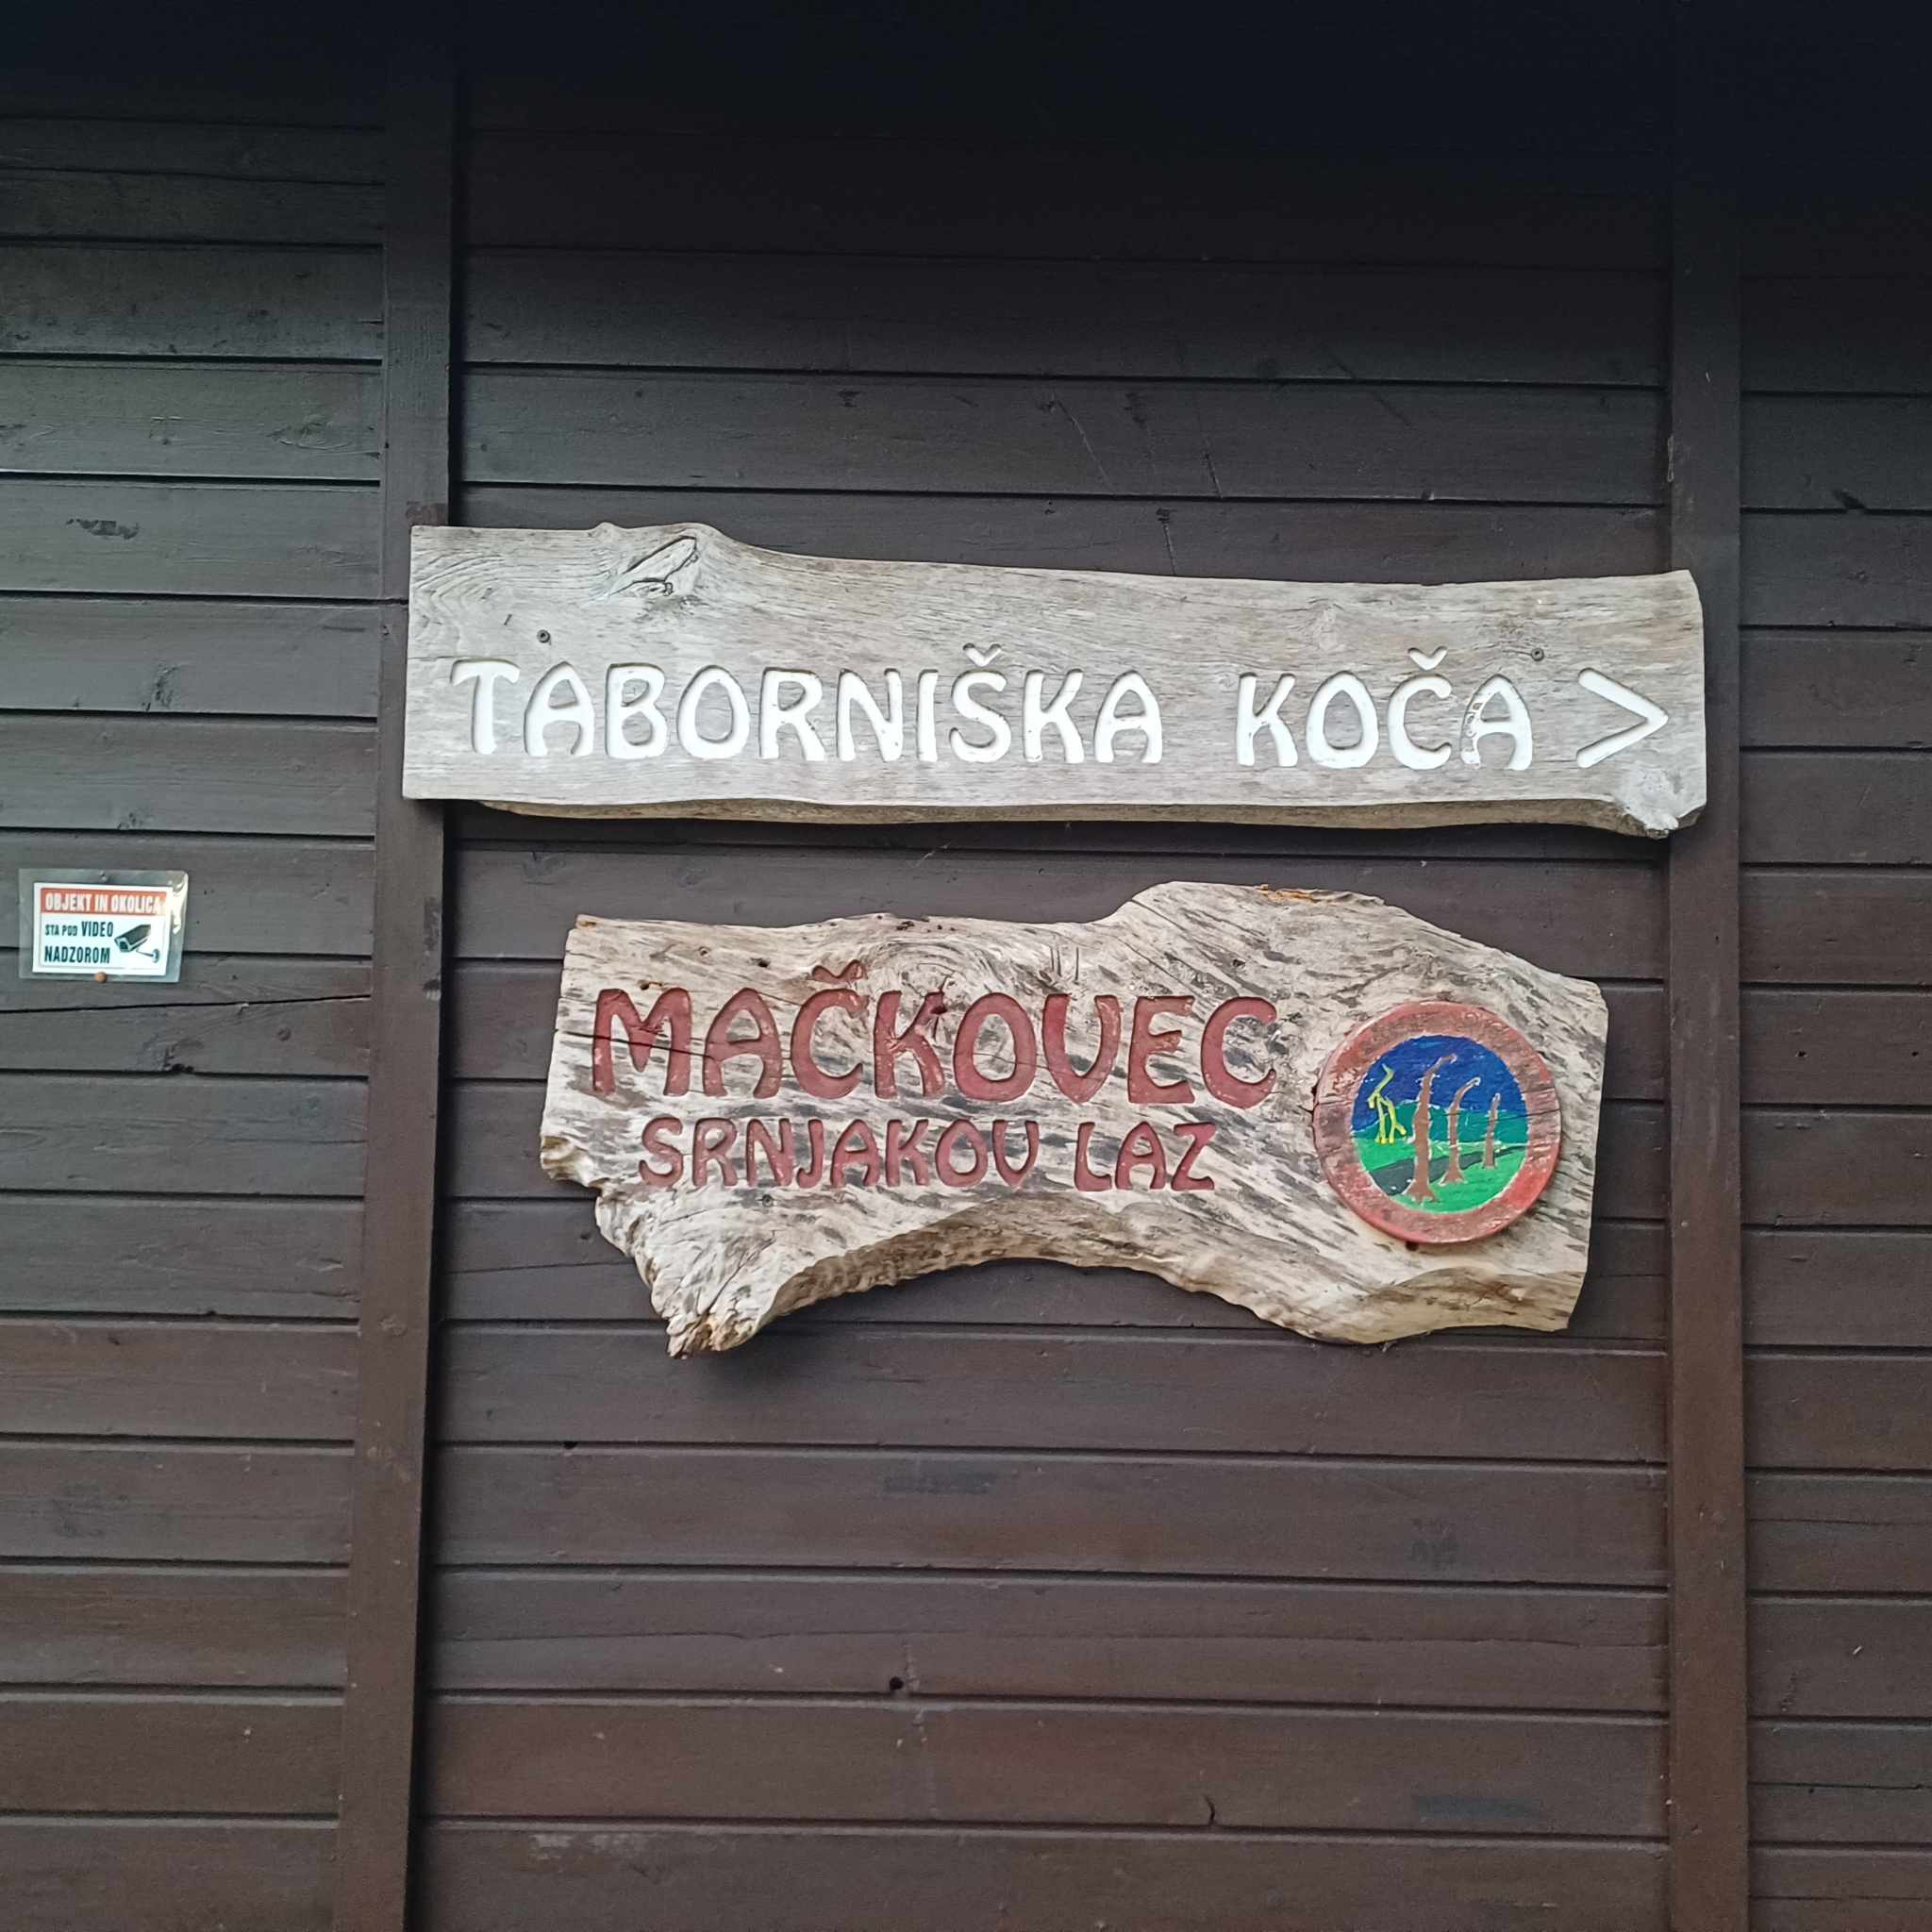 TABORNIŠKA KOČA >
OBJEKT IN OKOLICA
STA POD VIDEO
NADZOROM
MAČKOVEC
SRNJAKOV LAZ